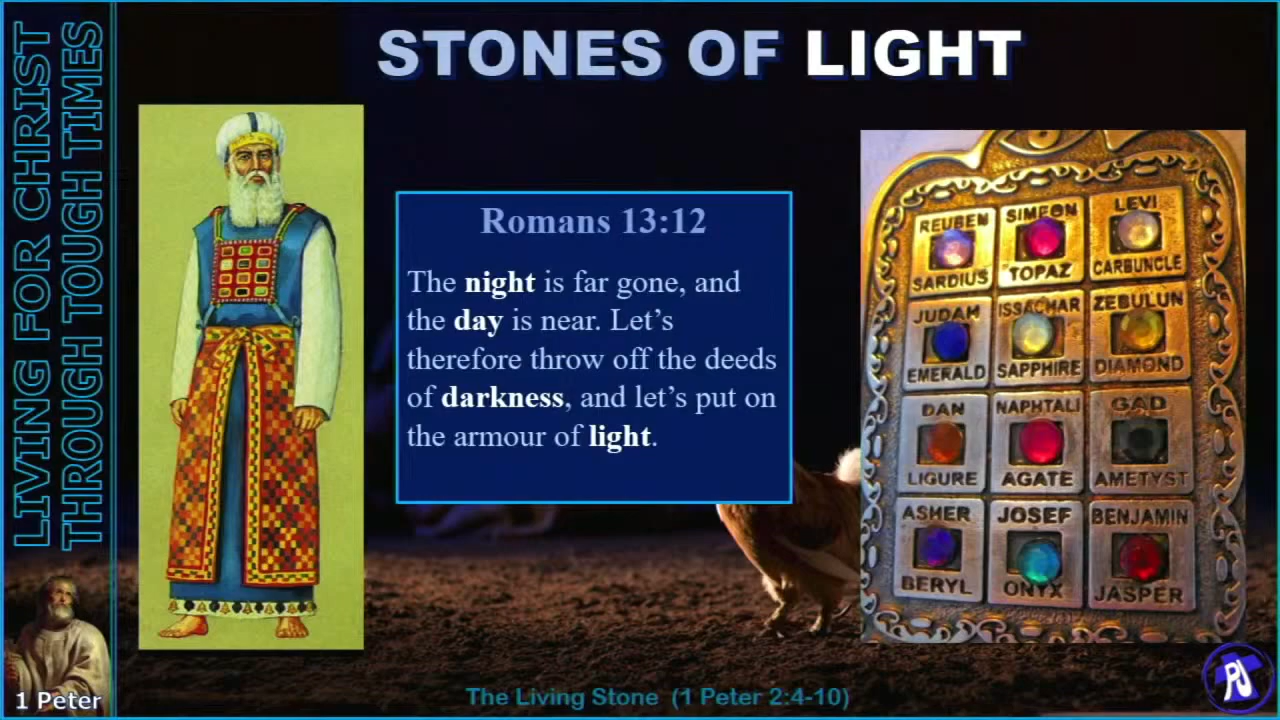 STONES OF LIGHT
LIVING FOR CHRIST
THROUGH TOUGH TIMES
Romans 13:12
The night is far gone, and
the day is near. Let’s
therefore throw off the deeds
of darkness, and let’s put on
the armour of light.
REUBEN
SARDIUS
SIMEON
TOPAZ
LEVI
CARBUNCLE
JUDAH
EMERALD
ISSACHAR
SAPPHIRE
ZEBULUN
DIAMOND
DAN
LIGURE
NAPHTALI
AGATE
GAD
AMETYST
ASHER
BERYL
JOSEF
ONYX
BENJAMIN
JASPER
1 Peter
The Living Stone (1 Peter 2:4-10)
PJ